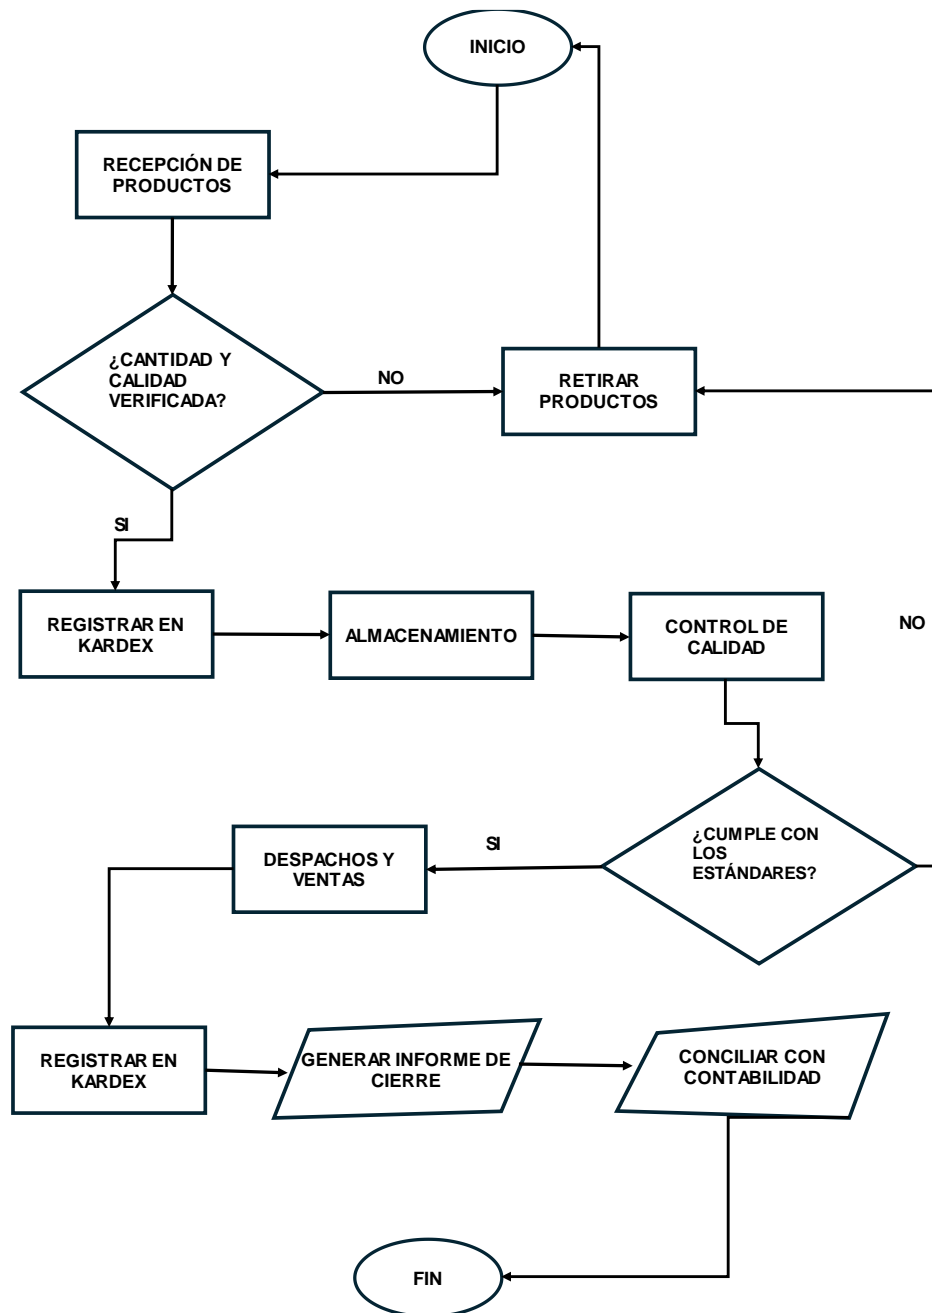 INICIO
RECEPCIÓN DE
PRODUCTOS
¿CANTIDAD Y
CALIDAD
VERIFICADA?
NO
RETIRAR
PRODUCTOS
SI
REGISTRAR EN
KARDEX
ALMACENAMIENTO
CONTROL DE
CALIDAD
NO
¿CUMPLE CON
LOS
ESTÁNDARES?
SI
DESPACHOS Y
VENTAS
REGISTRAR EN
KARDEX
GENERAR INFORME DE
CIERRE
CONCILIAR CON
CONTABILIDAD
FIN